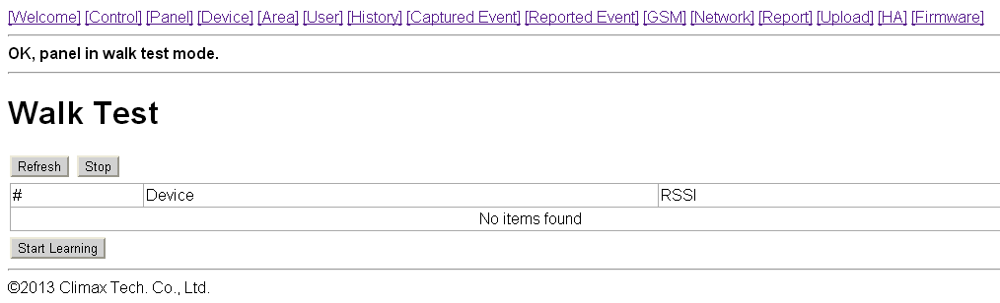 [Welcome] [Control] [Panel] [Device] [Area] [User] [History] [Captured Event] [Reported Event] [GSM] [Network] [Report] [Upload] [HA] [Firmware]
OK, panel in walk test mode.
Walk Test
Refresh Stop
# Device RSSI
No items found
Start Learning
©2013 Climax Tech. Co., Ltd.